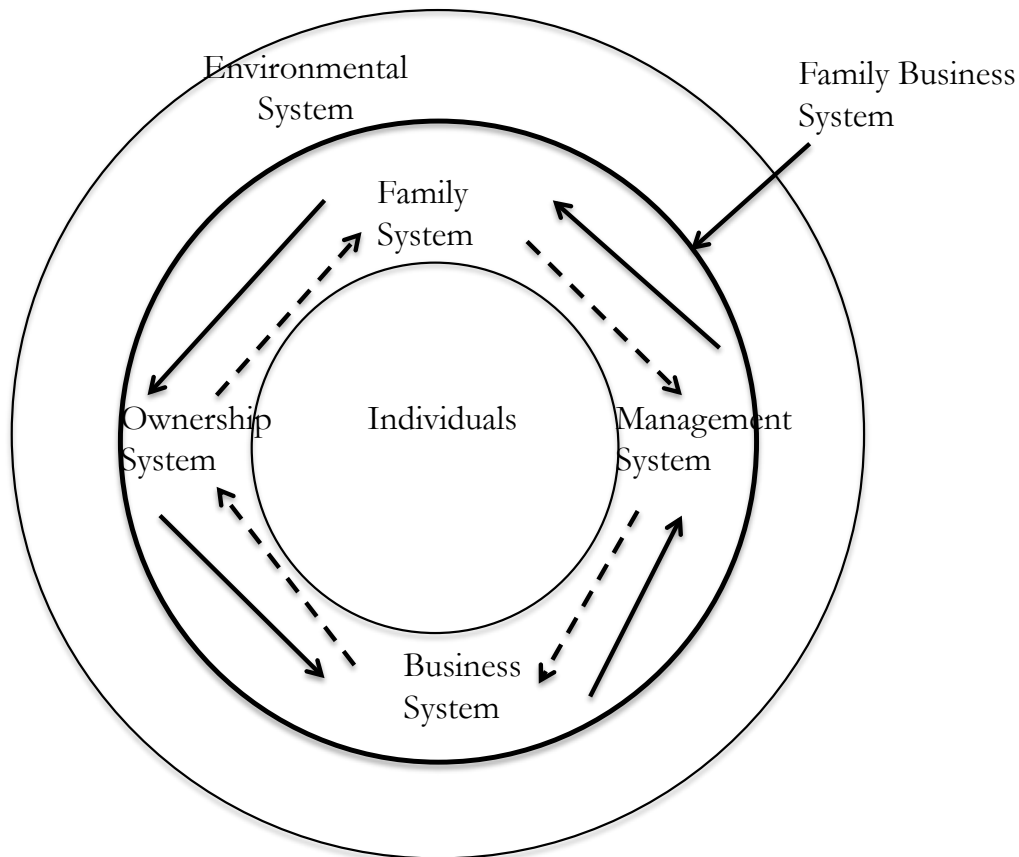 Environmental
System
Family Business
System
Family
System
Ownership
System
Individuals
Management
System
Business
System